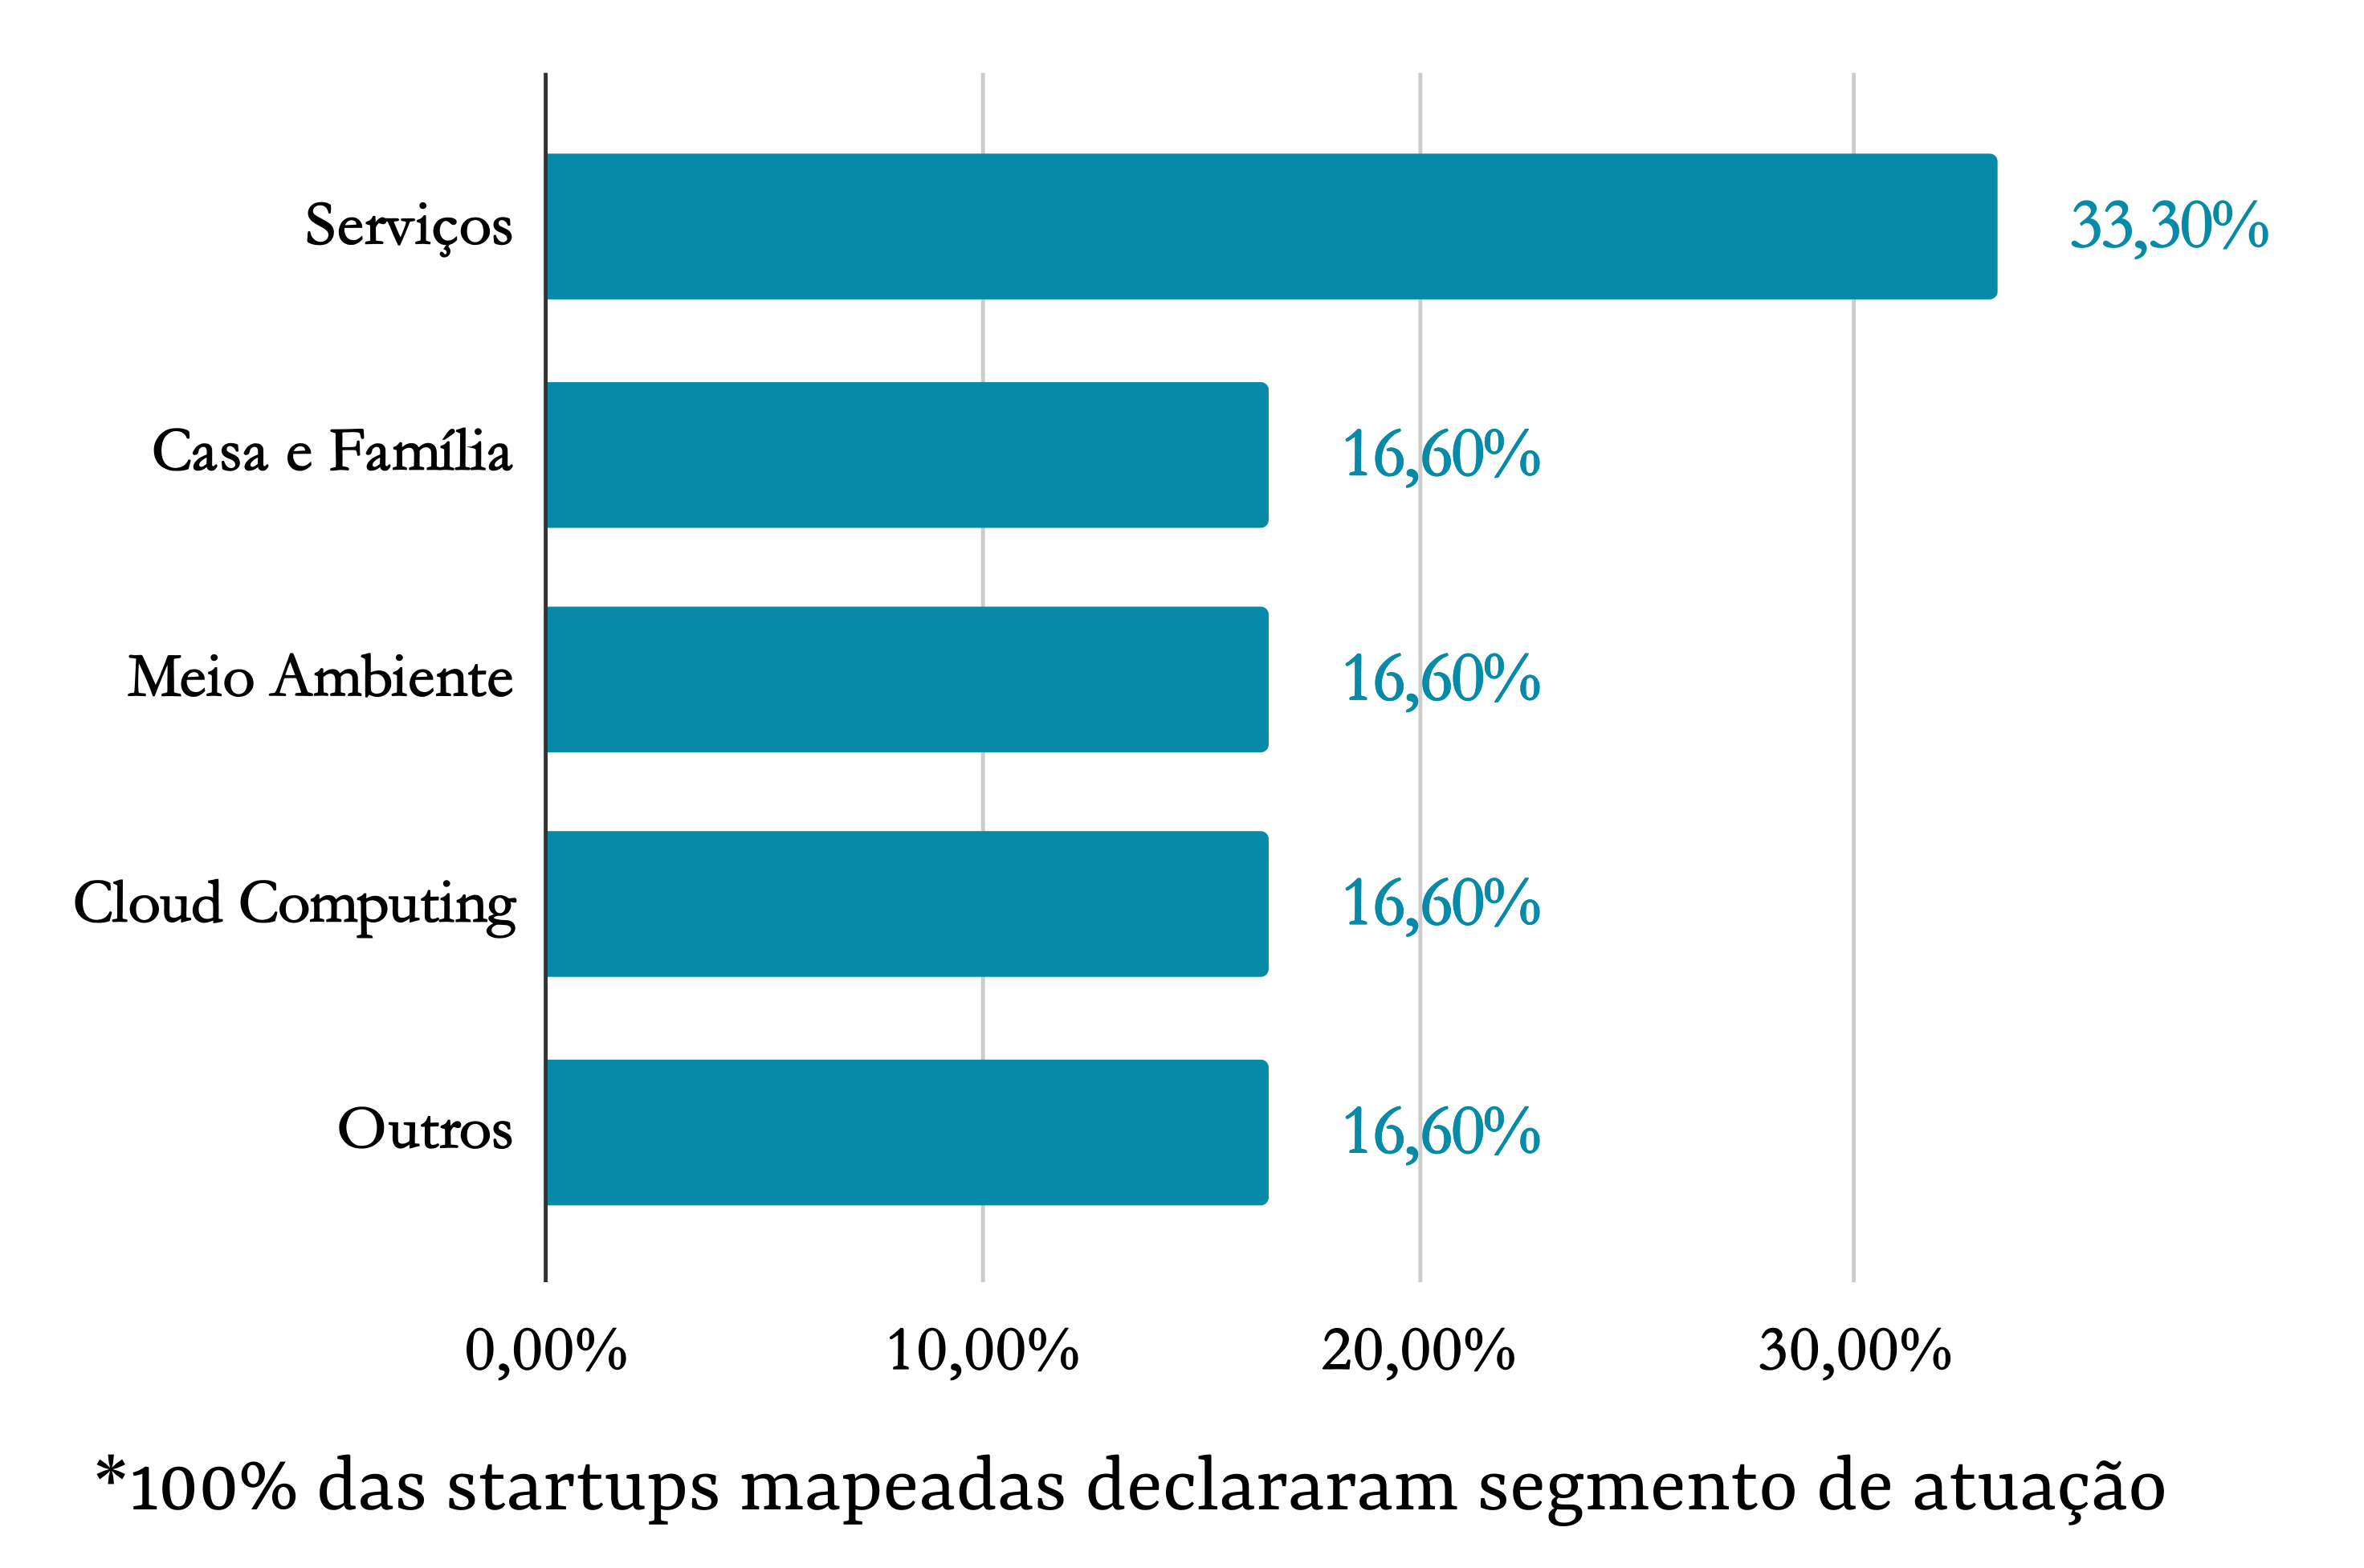 Serviços 33,30%
Casa e Família 16,60%
Meio Ambiente 16,60%
Cloud Computing 16,60%
Outros 16,60%
0,00% 10,00% 20,00% 30,00%
*100% das startups mapeadas declararam segmento de atuação